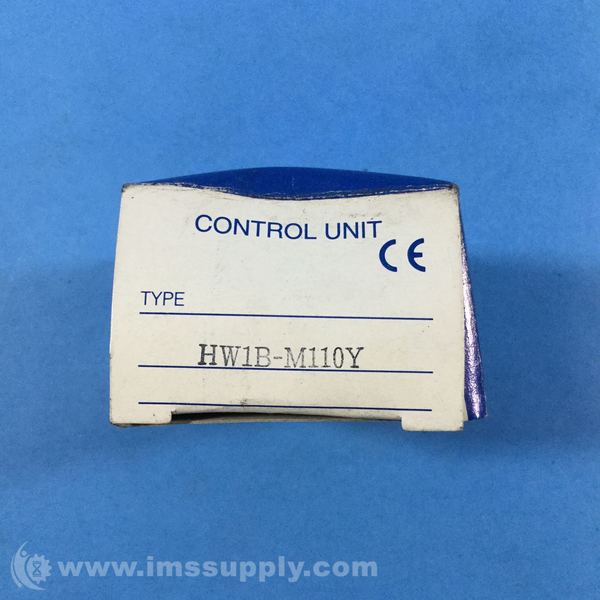 CONTROL UNIT
CE
TYPE
HW1B-M110Y
www.imssupply.com